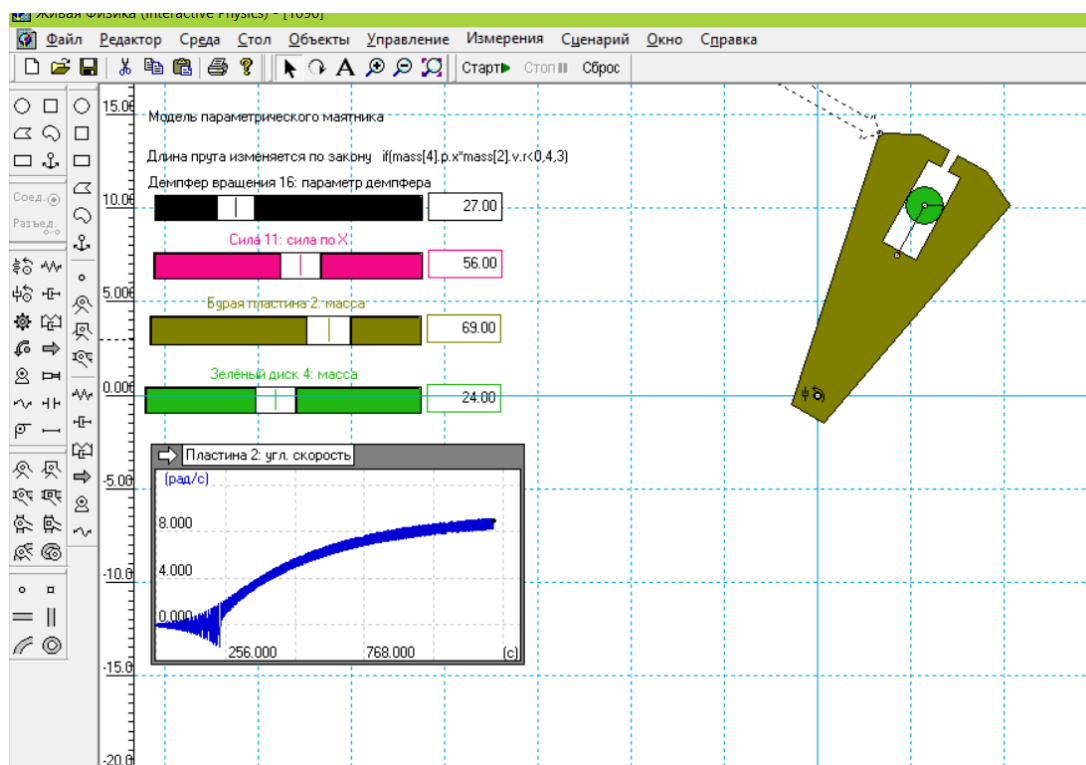 Живая Физика (Interactive Physics) - [1090]
Файл Редактор Среда Стол Объекты Управление Измерения Сценарий Окно Справка
A ? Старт Стоп Сброс
Соед.
Разъед.
15.00
Модель параметрического маятника
Длина прута изменяется по закону if(mass[4].p.x*mass[2].v.r<0,4,3)
Демпфер вращения 16: параметр демпфера
10.00
27.00
Сила 11: сила по X
56.00
5.000
Бурая пластина 2: масса
69.00
Зелёный диск 4: масса
0.000
24.00
Пластина 2: угл. скорость
(рад/с)
-5.00
8.000
4.000
-10.0
0.000
256.000 768.000 (с)
-15.0
-20.0